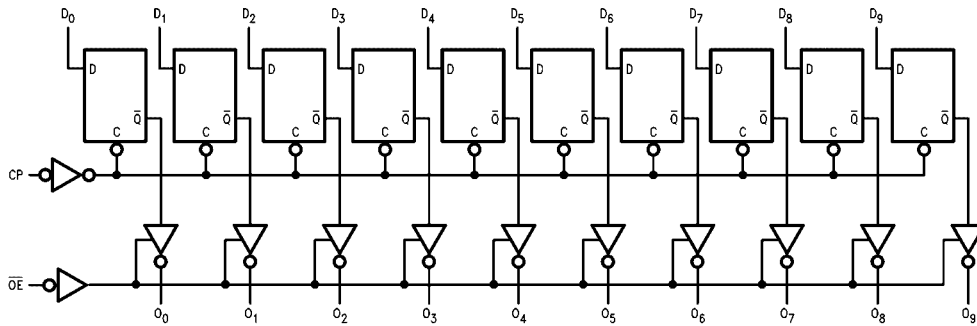 D0 D1 D2 D3 D4 D5 D6 D7 D8 D9
D D D D D D D D D D
Q̅ Q̅ Q̅ Q̅ Q̅ Q̅ Q̅ Q̅ Q̅ Q̅
C C C C C C C C C C
CP
O̅E̅
O0 O1 O2 O3 O4 O5 O6 O7 O8 O9